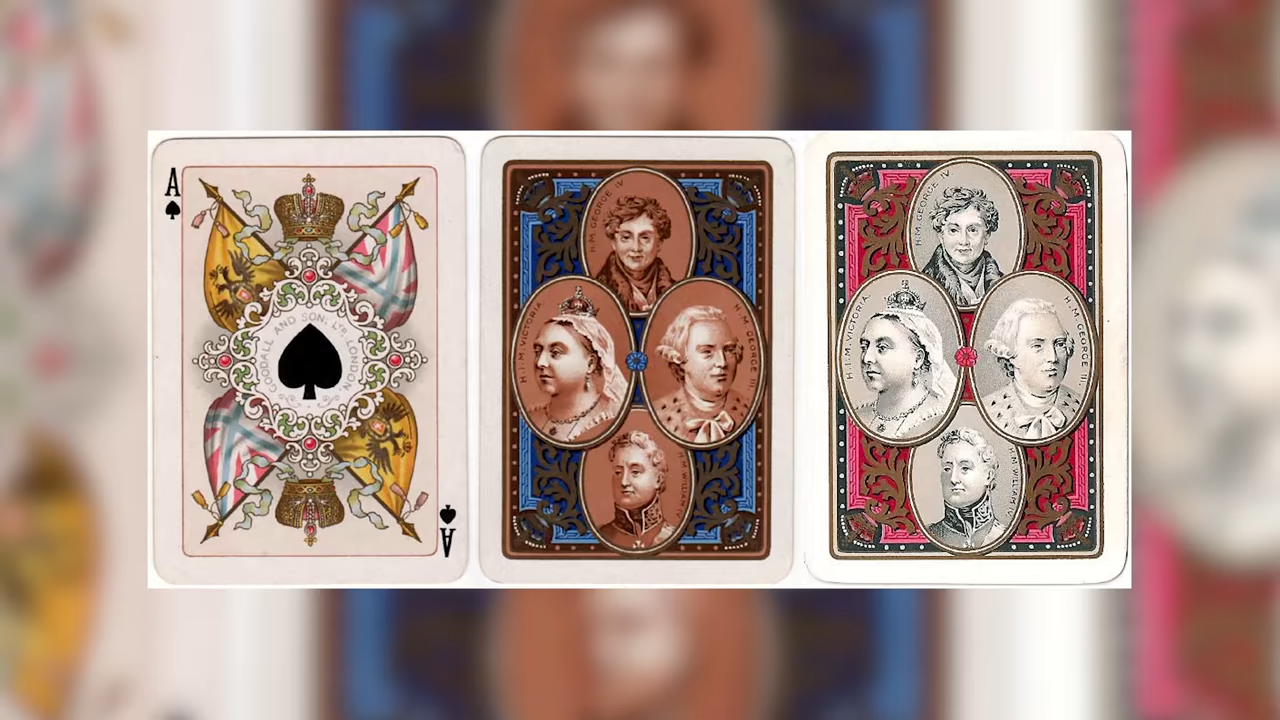 A
GOODALL AND SON, LTD. LONDON
A
H.M. GEORGE IV
H.I.M. VICTORIA
H.M. GEORGE III.
H.M. WILLIAM IV
H.M. GEORGE IV.
H.I.M. VICTORIA
H.M. GEORGE III.
H.M. WILLIAM IV